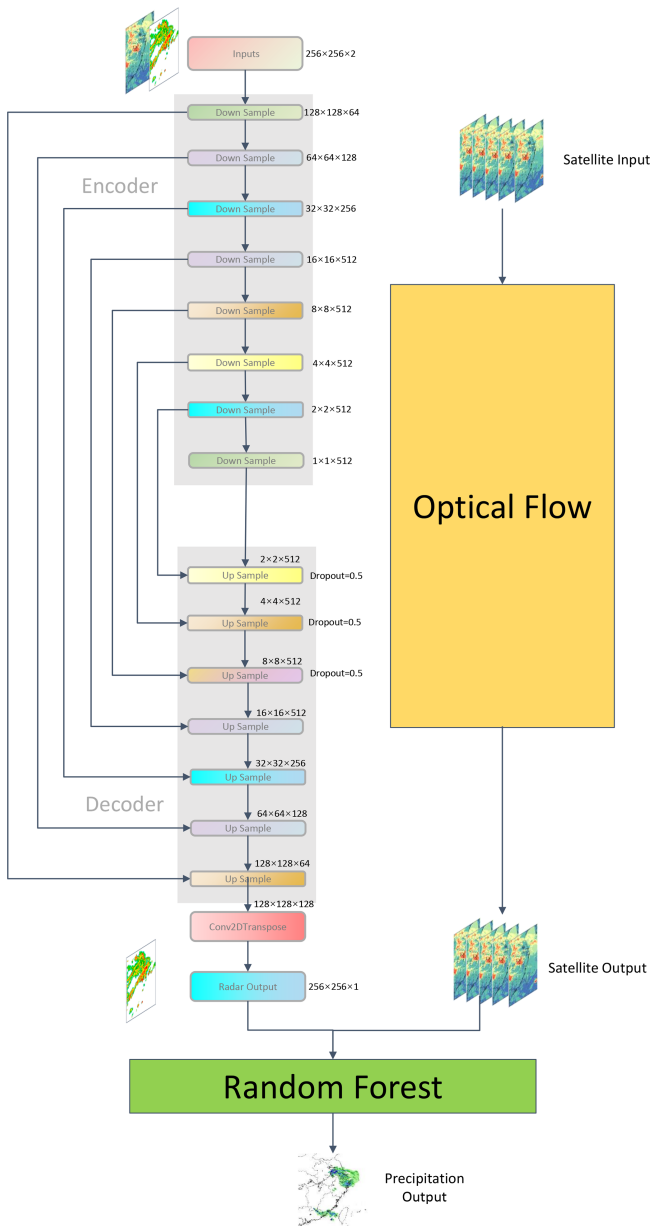 Inputs
256×256×2
Down Sample
128×128×64
Down Sample
64×64×128
Encoder
Down Sample
32×32×256
Down Sample
16×16×512
Down Sample
8×8×512
Down Sample
4×4×512
Down Sample
2×2×512
Down Sample
1×1×512
2×2×512
Up Sample
Dropout=0.5
4×4×512
Up Sample
Dropout=0.5
8×8×512
Up Sample
Dropout=0.5
16×16×512
Up Sample
32×32×256
Up Sample
Decoder
64×64×128
Up Sample
128×128×64
Up Sample
128×128×128
Conv2DTranspose
Radar Output
256×256×1
Satellite Input
Optical Flow
Satellite Output
Random Forest
Precipitation
Output